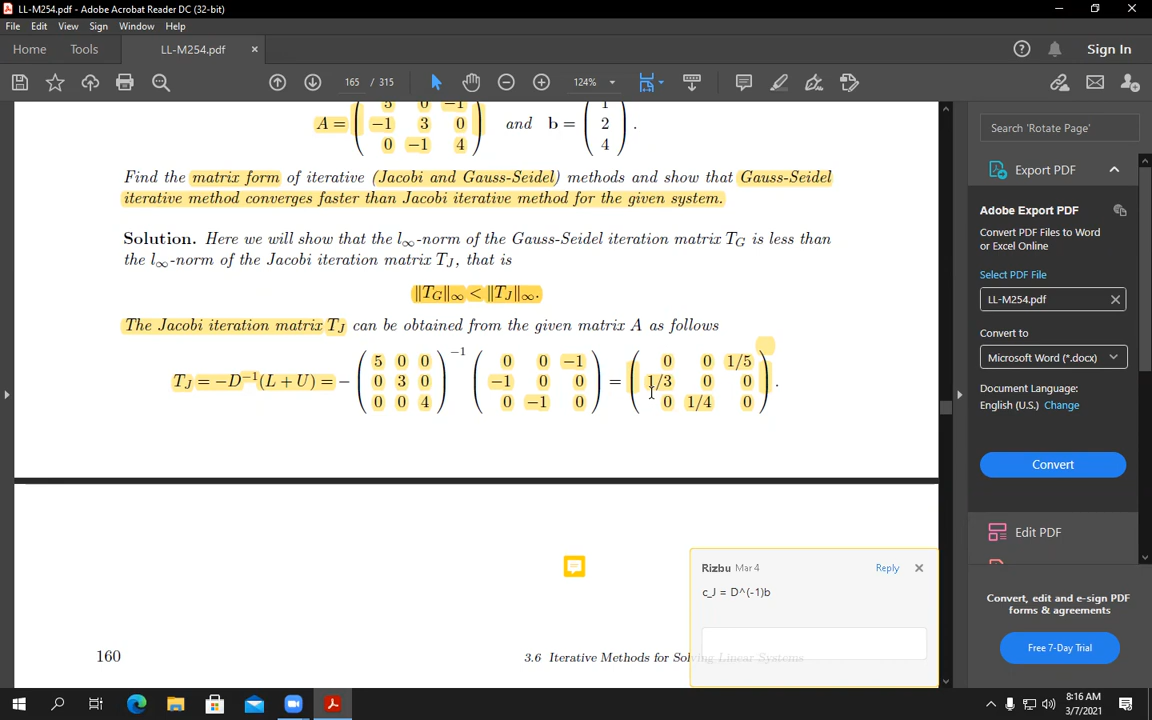 LL-M254.pdf - Adobe Acrobat Reader DC (32-bit)
File Edit View Sign Window Help
Home Tools LL-M254.pdf × Sign In
165 / 315 124%
5 0 −1 1
A = −1 3 0 and b = 2 .
0 −1 4 4
Find the matrix form of iterative (Jacobi and Gauss-Seidel) methods and show that Gauss-Seidel
iterative method converges faster than Jacobi iterative method for the given system.
Solution. Here we will show that the l∞-norm of the Gauss-Seidel iteration matrix T_G is less than
the l∞-norm of the Jacobi iteration matrix T_J, that is
‖T_G‖∞ < ‖T_J‖∞.
The Jacobi iteration matrix T_J can be obtained from the given matrix A as follows
5 0 0 −1 0 0 −1 0 0 1/5
T_J = −D⁻¹(L + U) = − 0 3 0 −1 0 0 = 1/3 0 0 .
0 0 4 0 −1 0 0 1/4 0
160
3.6 Iterative Methods for Solving Linear Systems
Rizbu Mar 4 Reply ×
c_J = D^(-1)b
Search 'Rotate Page'
Export PDF
Adobe Export PDF
Convert PDF Files to Word
or Excel Online
Select PDF File
LL-M254.pdf ×
Convert to
Microsoft Word (*.docx)
Document Language:
English (U.S.) Change
Convert
Edit PDF
Convert, edit and e-sign PDF
forms & agreements
Free 7-Day Trial
8:16 AM
3/7/2021